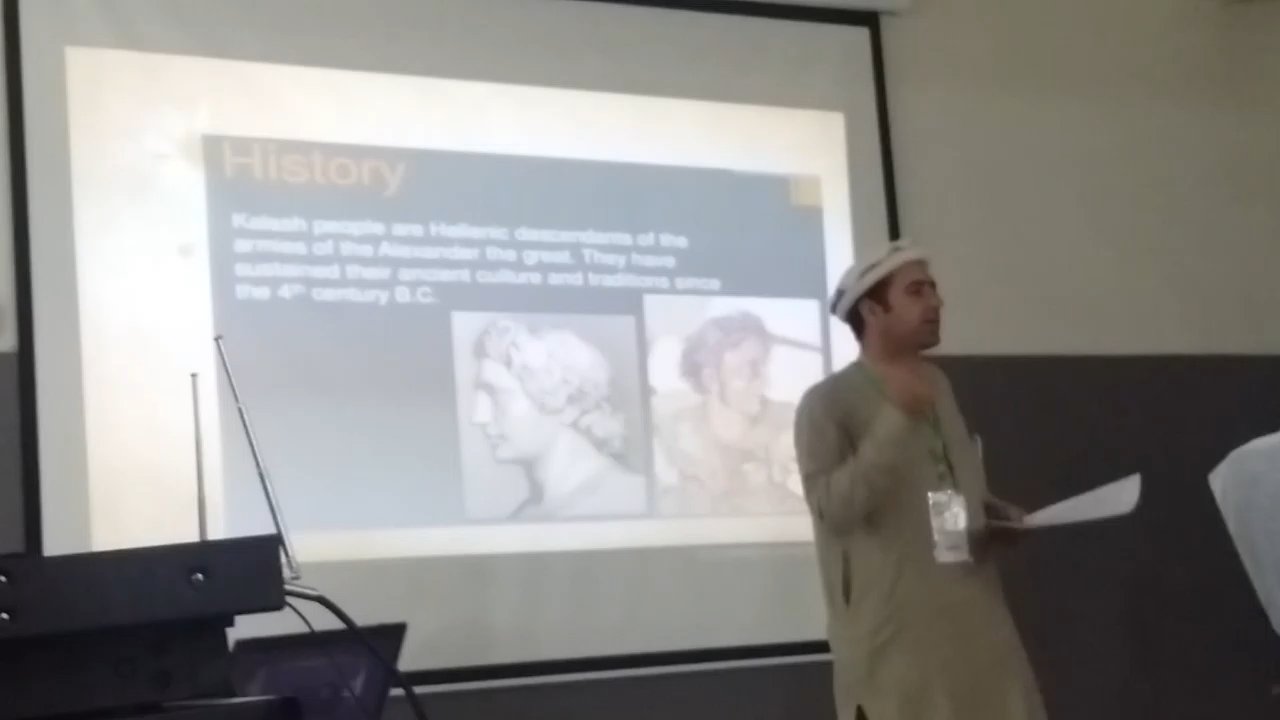 History
Kalash people are Hellenic descendants of the
armies of the Alexander the great. They have
sustained their ancient culture and traditions since
the 4th century B.C.